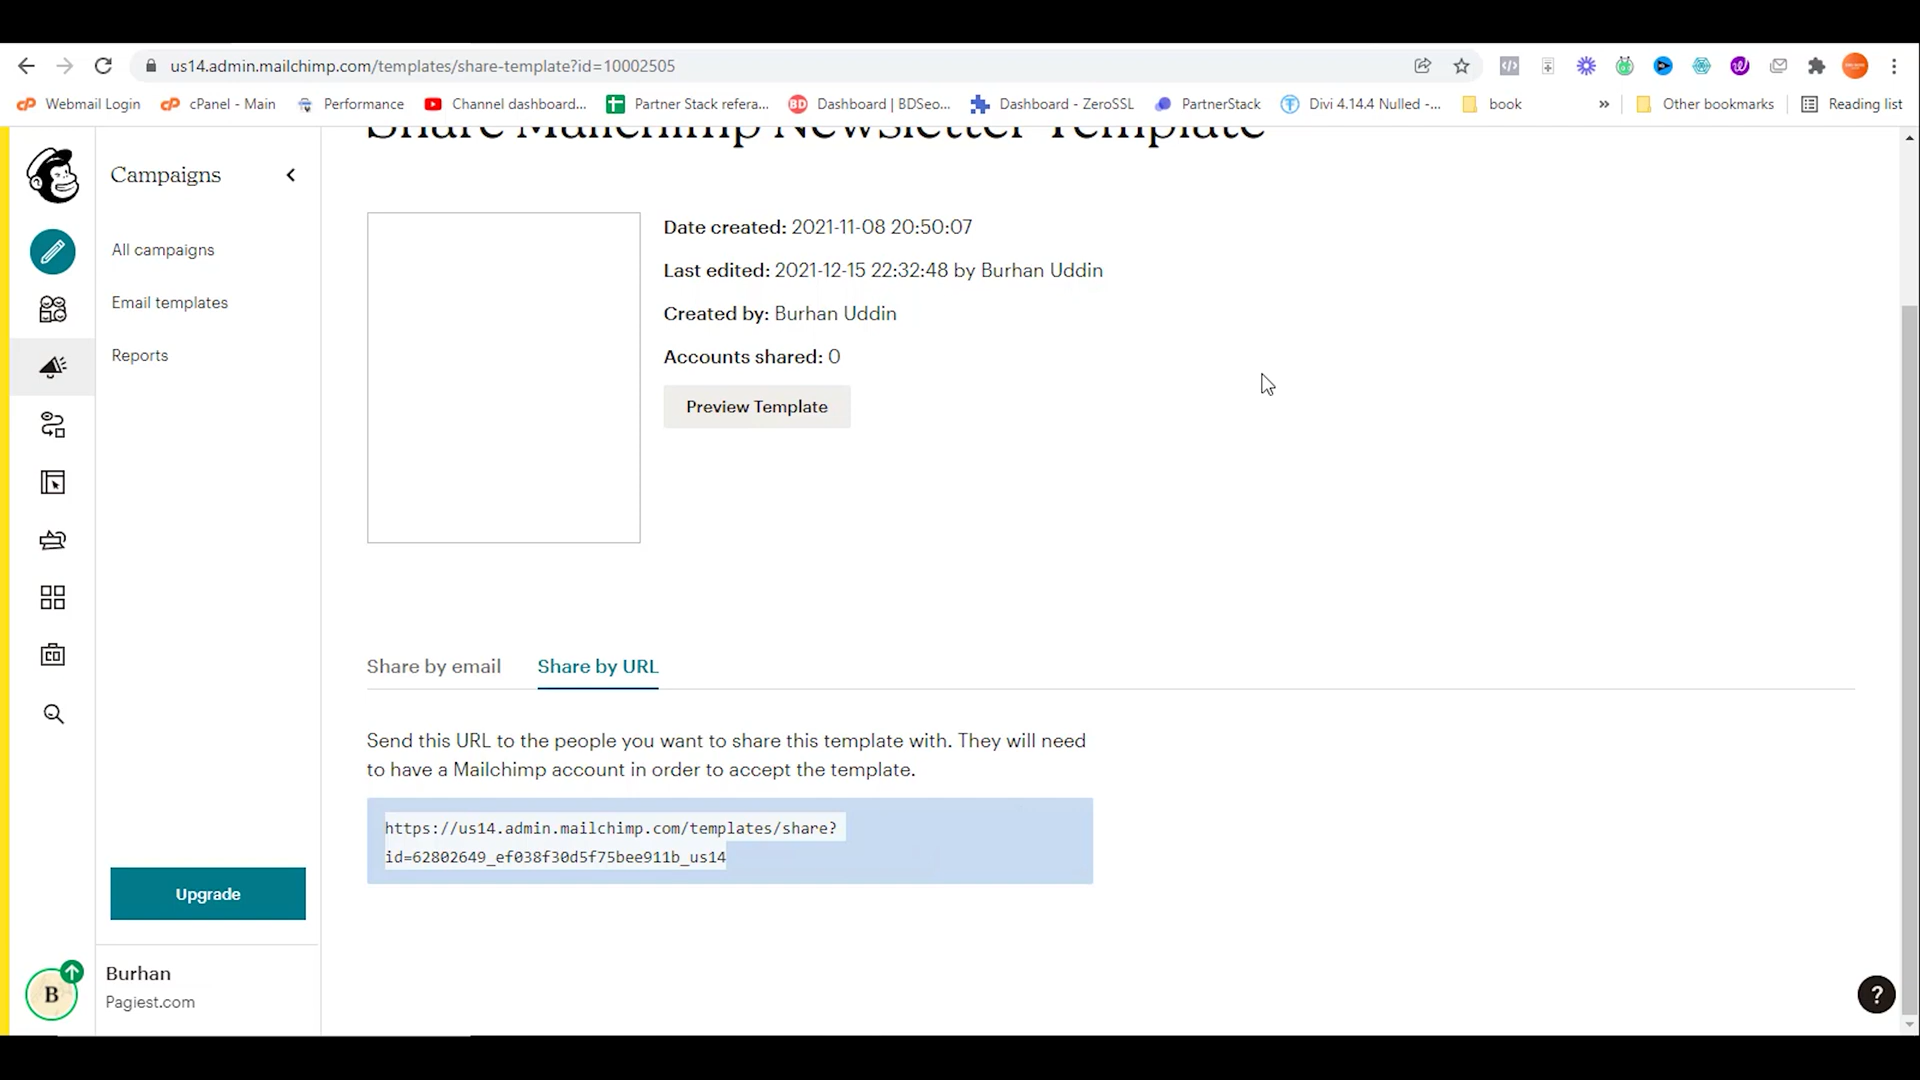 us14.admin.mailchimp.com/templates/share-template?id=10002505
Webmail Login
cPanel - Main
Performance
Channel dashboard...
Partner Stack refera...
Dashboard | BDSeo...
Dashboard - ZeroSSL
PartnerStack
Divi 4.14.4 Nulled -...
book
»
Other bookmarks
Reading list
Share Mailchimp Newsletter Template
Campaigns
All campaigns
Email templates
Reports
Date created: 2021-11-08 20:50:07
Last edited: 2021-12-15 22:32:48 by Burhan Uddin
Created by: Burhan Uddin
Accounts shared: 0
Preview Template
Share by email
Share by URL
Send this URL to the people you want to share this template with. They will need
to have a Mailchimp account in order to accept the template.
https://us14.admin.mailchimp.com/templates/share?
id=62802649_ef038f30d5f75bee911b_us14
Upgrade
B
Burhan
Pagiest.com
?